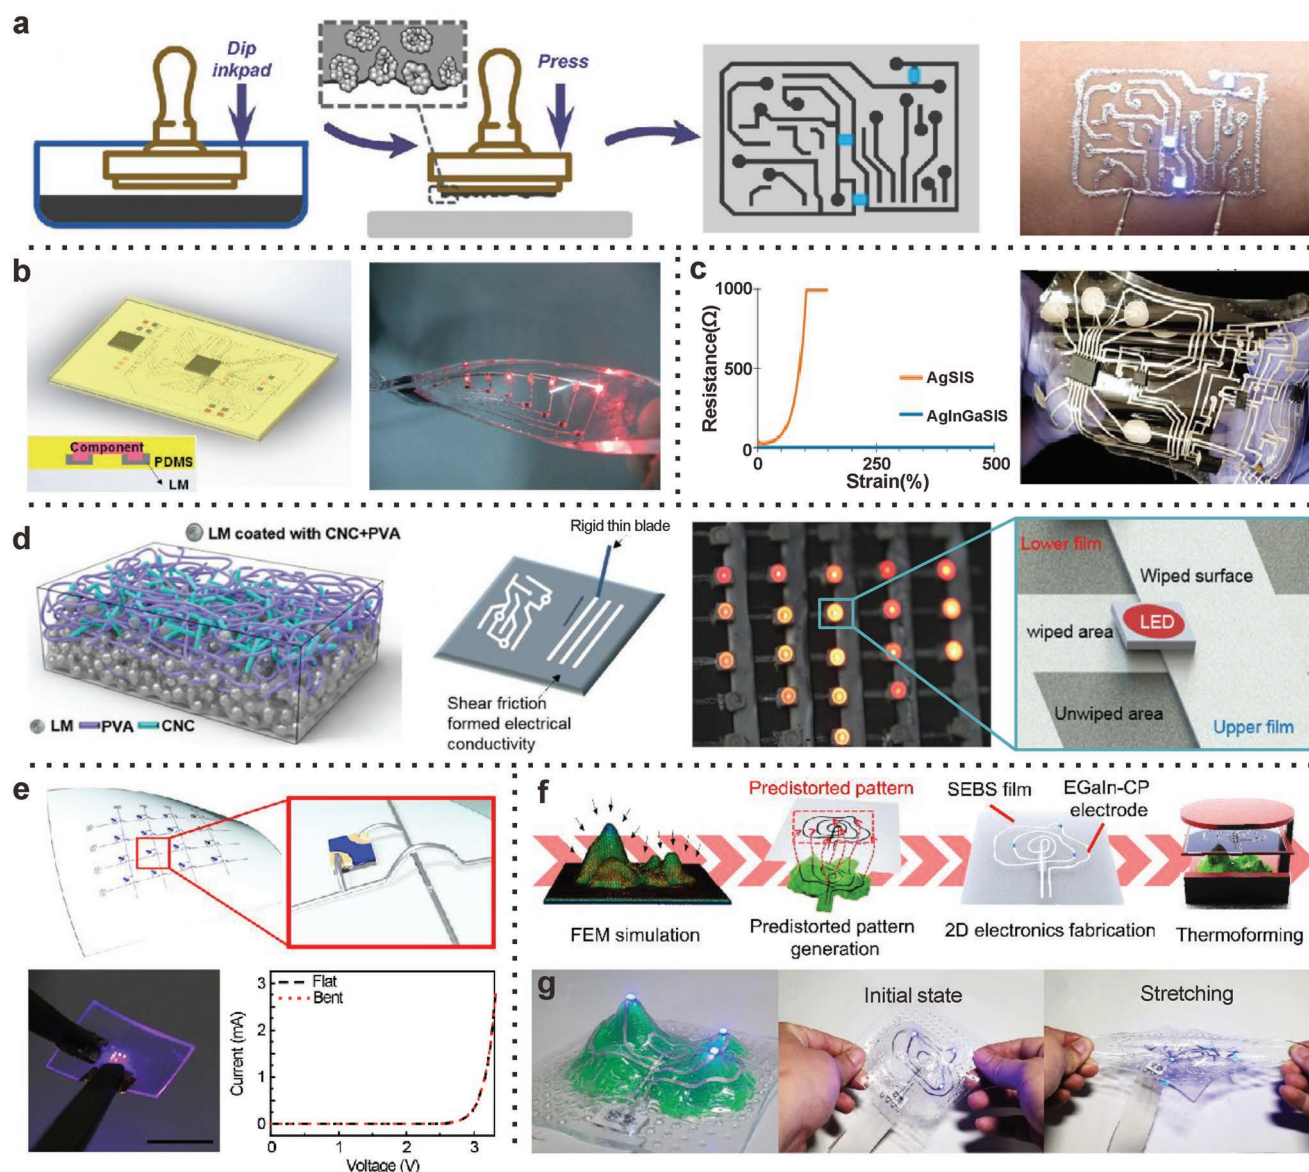 a
Dip
inkpad
Press
b
Component
PDMS
LM
c
Resistance(Ω)
1000
500
0
0
250
500
Strain(%)
AgSIS
AgInGaSIS
d
LM coated with CNC+PVA
LM
PVA
CNC
Rigid thin blade
Shear friction
formed electrical
conductivity
Lower film
Wiped surface
wiped area
LED
Unwiped area
Upper film
e
Current (mA)
3
2
1
0
Flat
Bent
0
1
2
3
Voltage (V)
f
FEM simulation
Predistorted pattern
Predistorted pattern
generation
SEBS film
EGaIn-CP
electrode
2D electronics fabrication
Thermoforming
g
Initial state
Stretching